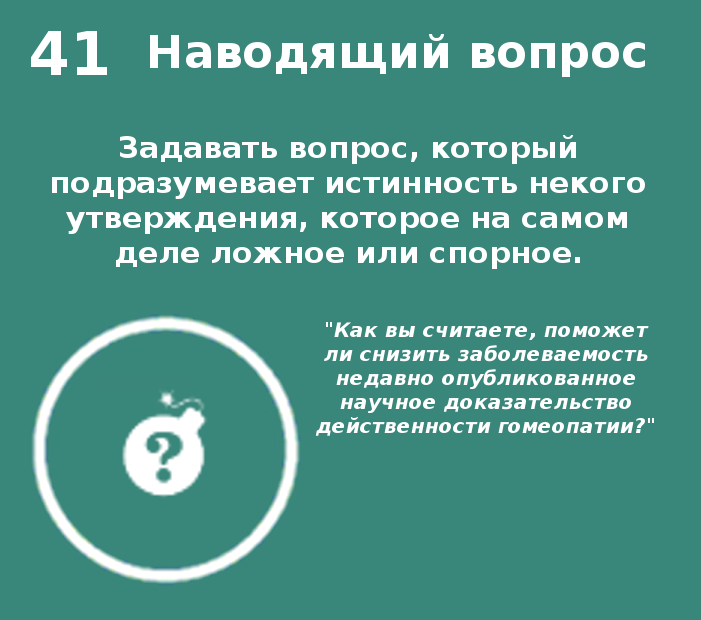 41 Наводящий вопрос
Задавать вопрос, который
подразумевает истинность некого
утверждения, которое на самом
деле ложное или спорное.
"Как вы считаете, поможет
ли снизить заболеваемость
недавно опубликованное
научное доказательство
действенности гомеопатии?"
?